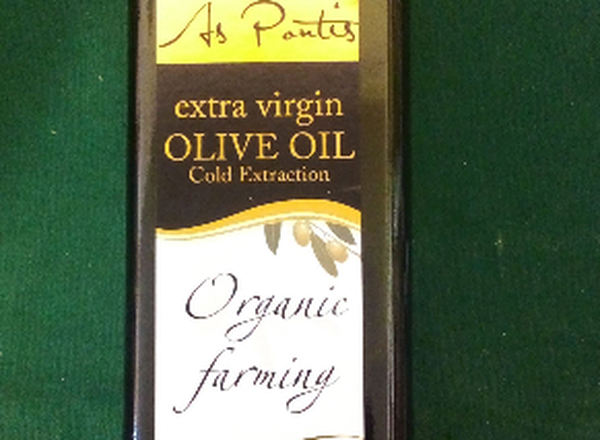 As Pontis
extra virgin
OLIVE OIL
Cold Extraction
Organic
farming